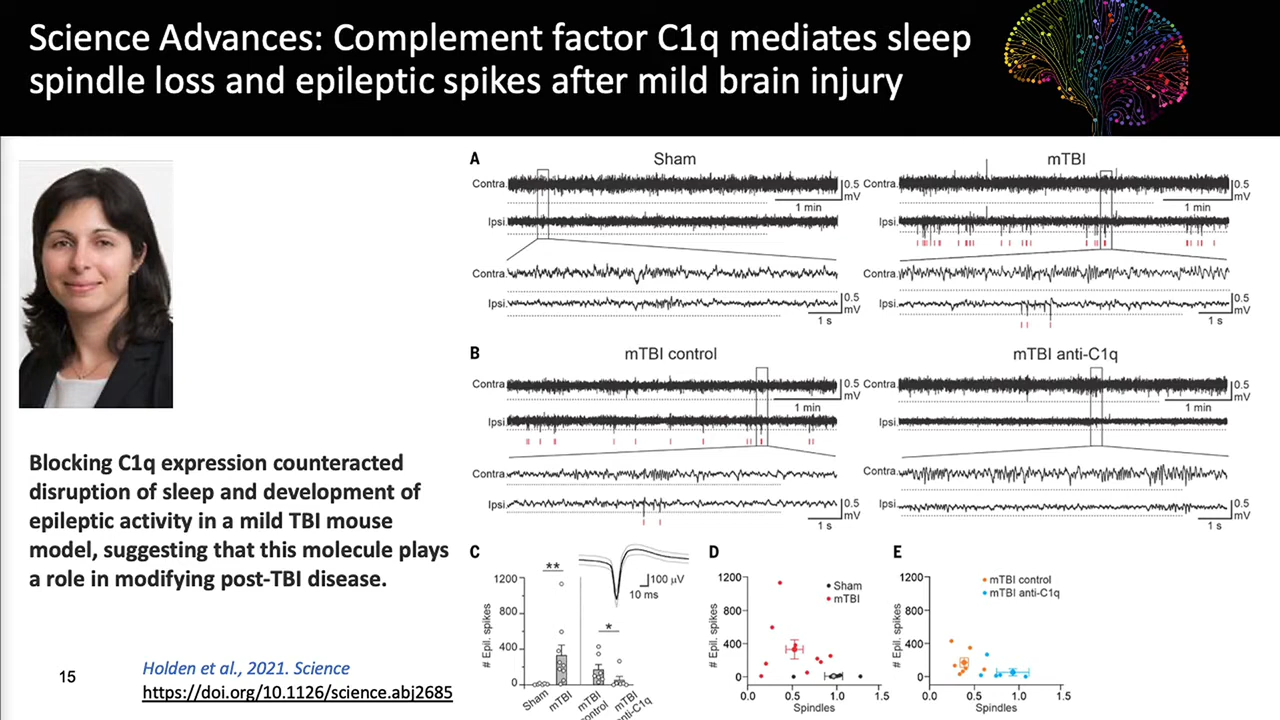 Science Advances: Complement factor C1q mediates sleep
spindle loss and epileptic spikes after mild brain injury
Blocking C1q expression counteracted
disruption of sleep and development of
epileptic activity in a mild TBI mouse
model, suggesting that this molecule plays
a role in modifying post-TBI disease.
15
Holden et al., 2021. Science
https://doi.org/10.1126/science.abj2685
A
Sham
Contra.
0.5
mV
1 min
Ipsi.
Contra.
Ipsi.
0.5
mV
1 s
mTBI
Contra.
0.5
mV
1 min
Ipsi.
Contra.
Ipsi.
0.5
mV
1 s
B
mTBI control
Contra.
0.5
mV
1 min
Ipsi.
Contra.
Ipsi.
0.5
mV
1 s
mTBI anti-C1q
Contra.
0.5
mV
1 min
Ipsi.
Contra.
Ipsi.
0.5
mV
1 s
C
# Epil. spikes
1200
800
400
0
**
*
100 µV
10 ms
Sham
mTBI
mTBI
control
mTBI
anti-C1q
D
# Epil. spikes
1200
800
400
0
0.0
0.5
1.0
1.5
Spindles
Sham
mTBI
E
# Epil. spikes
1200
800
400
0
0.0
0.5
1.0
1.5
Spindles
mTBI control
mTBI anti-C1q